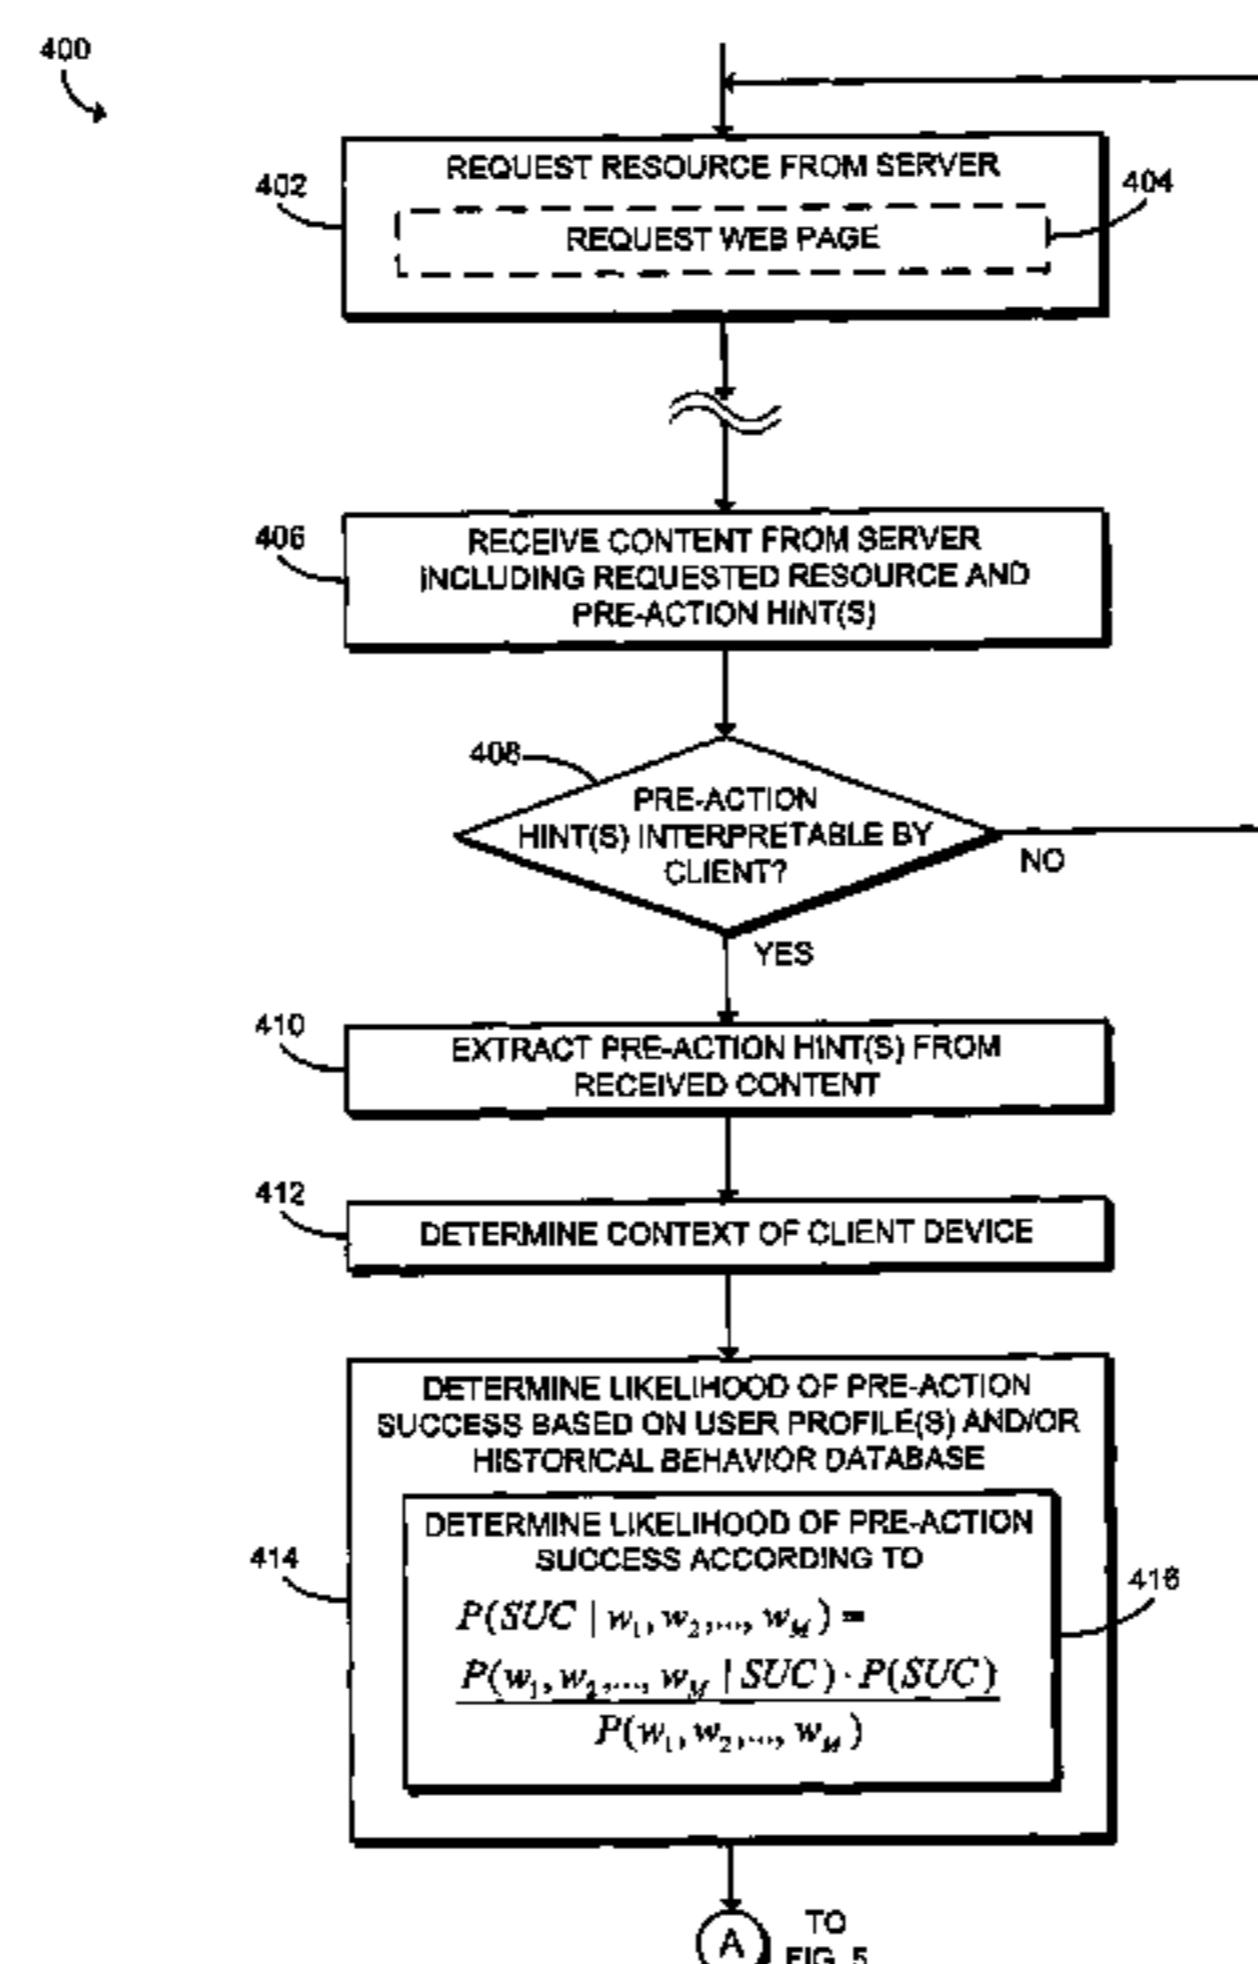 400
402
REQUEST RESOURCE FROM SERVER
404
REQUEST WEB PAGE
406
RECEIVE CONTENT FROM SERVER
INCLUDING REQUESTED RESOURCE AND
PRE-ACTION HINT(S)
408
PRE-ACTION
HINT(S) INTERPRETABLE BY
CLIENT?
NO
YES
410
EXTRACT PRE-ACTION HINT(S) FROM
RECEIVED CONTENT
412
DETERMINE CONTEXT OF CLIENT DEVICE
DETERMINE LIKELIHOOD OF PRE-ACTION
SUCCESS BASED ON USER PROFILE(S) AND/OR
HISTORICAL BEHAVIOR DATABASE
DETERMINE LIKELIHOOD OF PRE-ACTION
SUCCESS ACCORDING TO
414
416
P(SUC | w₁, w₂,..., w_M) =
P(w₁, w₂,..., w_M | SUC) · P(SUC)
P(w₁, w₂,..., w_M)
A
TO
FIG. 5